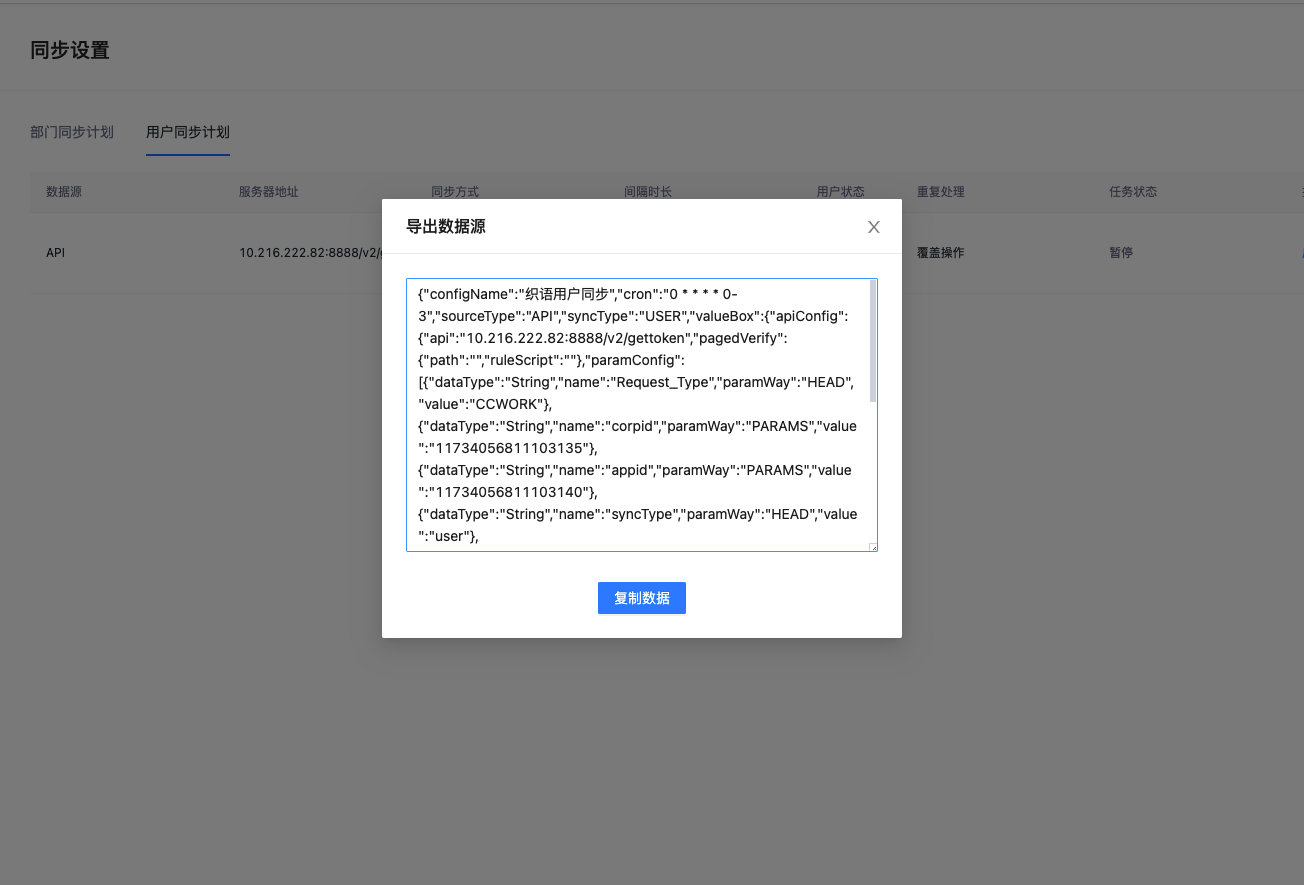 同步设置
部门同步计划 用户同步计划
数据源 服务器地址 同步方式 间隔时长 用户状态 重复处理 任务状态
API 10.216.222.82:8888/v2/ 覆盖操作 暂停
导出数据源
{"configName":"织语用户同步","cron":"0 * * * * 0-
3","sourceType":"API","syncType":"USER","valueBox":{"apiConfig":
{"api":"10.216.222.82:8888/v2/gettoken","pagedVerify":
{"path":"","ruleScript":""},"paramConfig":
[{"dataType":"String","name":"Request_Type","paramWay":"HEAD",
"value":"CCWORK"},
{"dataType":"String","name":"corpid","paramWay":"PARAMS","value
":"11734056811103135"},
{"dataType":"String","name":"appid","paramWay":"PARAMS","value
":"11734056811103140"},
{"dataType":"String","name":"syncType","paramWay":"HEAD","value
":"user"},
复制数据